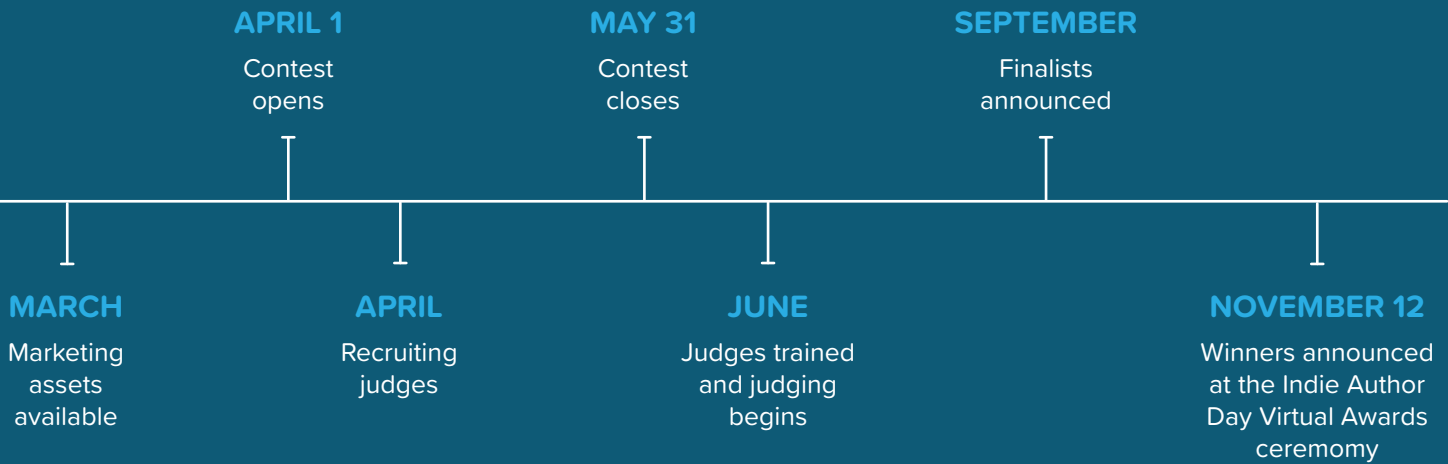 APRIL 1
Contest
opens
MAY 31
Contest
closes
SEPTEMBER
Finalists
announced
MARCH
Marketing
assets
available
APRIL
Recruiting
judges
JUNE
Judges trained
and judging
begins
NOVEMBER 12
Winners announced
at the Indie Author
Day Virtual Awards
ceremomy